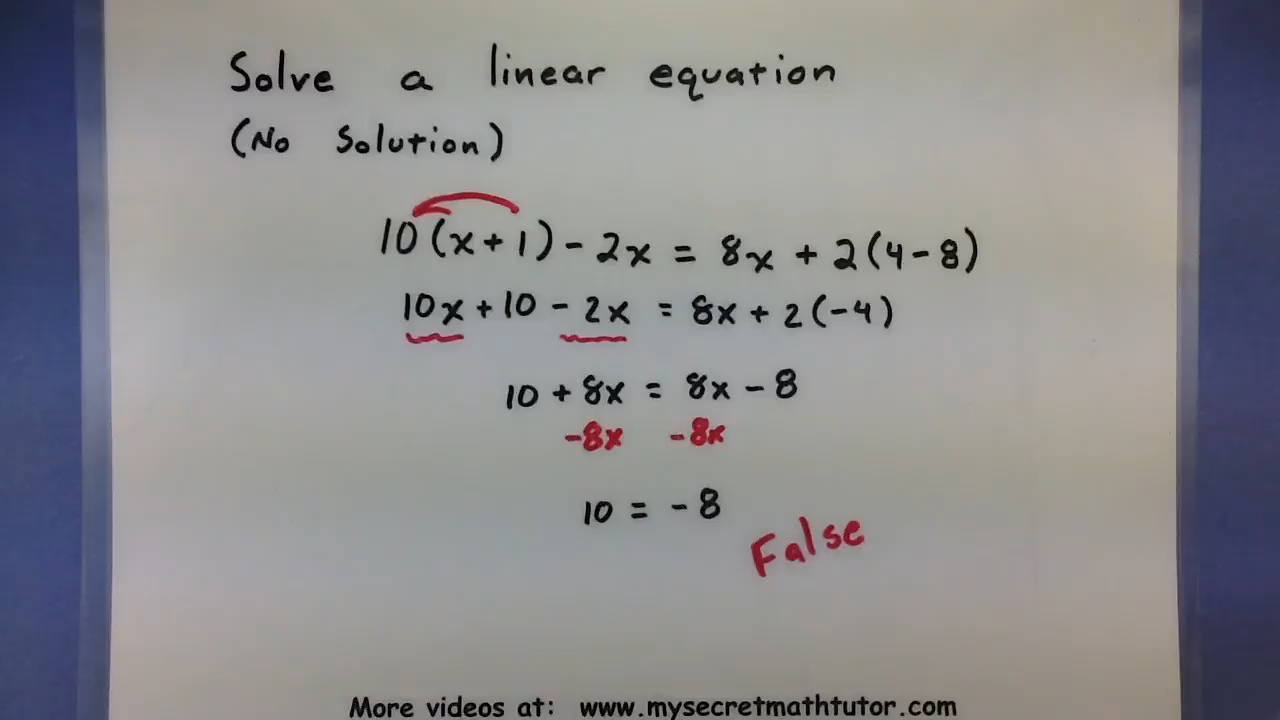 Solve a linear equation
(No Solution)
10(x+1)-2x = 8x + 2(4-8)
10x+10-2x = 8x+2(-4)
10 + 8x = 8x - 8
-8x -8x
10 = -8
False
More videos at: www.mysecretmathtutor.com